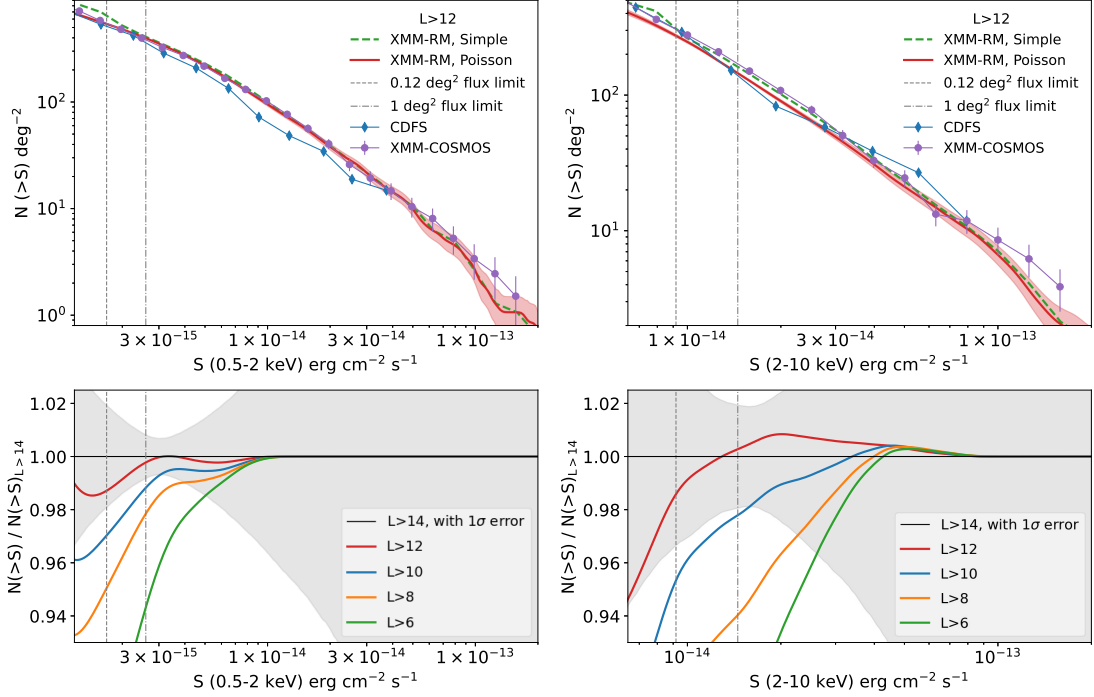 L>12
XMM-RM, Simple
XMM-RM, Poisson
0.12 deg² flux limit
1 deg² flux limit
CDFS
XMM-COSMOS
N (>S) deg⁻²
10²
10¹
10⁰
3 × 10⁻¹⁵
1 × 10⁻¹⁴
3 × 10⁻¹⁴
1 × 10⁻¹³
S (0.5-2 keV) erg cm⁻² s⁻¹
L>12
XMM-RM, Simple
XMM-RM, Poisson
0.12 deg² flux limit
1 deg² flux limit
CDFS
XMM-COSMOS
N (>S) deg⁻²
10²
10¹
1 × 10⁻¹⁴
3 × 10⁻¹⁴
1 × 10⁻¹³
S (2-10 keV) erg cm⁻² s⁻¹
N(>S) / N(>S)L>14
1.02
1.00
0.98
0.96
0.94
L>14, with 1σ error
L>12
L>10
L>8
L>6
3 × 10⁻¹⁵
1 × 10⁻¹⁴
3 × 10⁻¹⁴
1 × 10⁻¹³
S (0.5-2 keV) erg cm⁻² s⁻¹
N(>S) / N(>S)L>14
1.02
1.00
0.98
0.96
0.94
L>14, with 1σ error
L>12
L>10
L>8
L>6
10⁻¹⁴
10⁻¹³
S (2-10 keV) erg cm⁻² s⁻¹